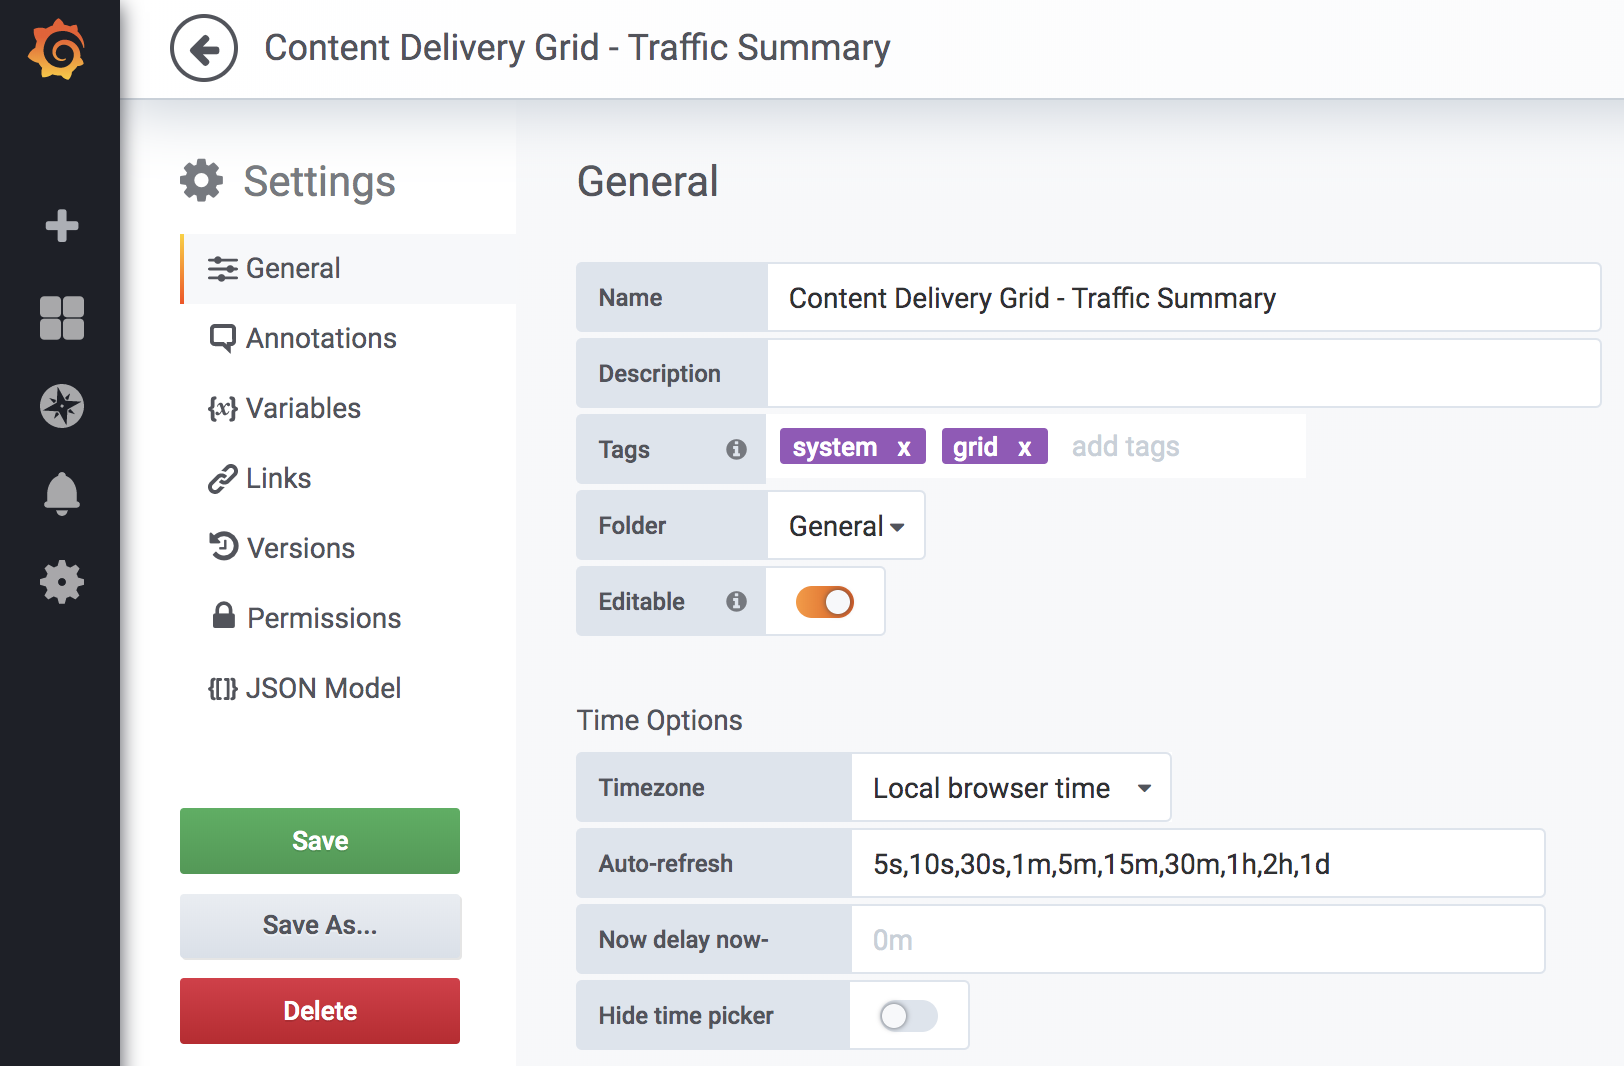 Content Delivery Grid - Traffic Summary
Settings
General
Annotations
{x} Variables
Links
Versions
Permissions
{[]} JSON Model
Save
Save As...
Delete
General
Name Content Delivery Grid - Traffic Summary
Description
Tags system x grid x add tags
Folder General
Editable
Time Options
Timezone Local browser time
Auto-refresh 5s,10s,30s,1m,5m,15m,30m,1h,2h,1d
Now delay now- 0m
Hide time picker